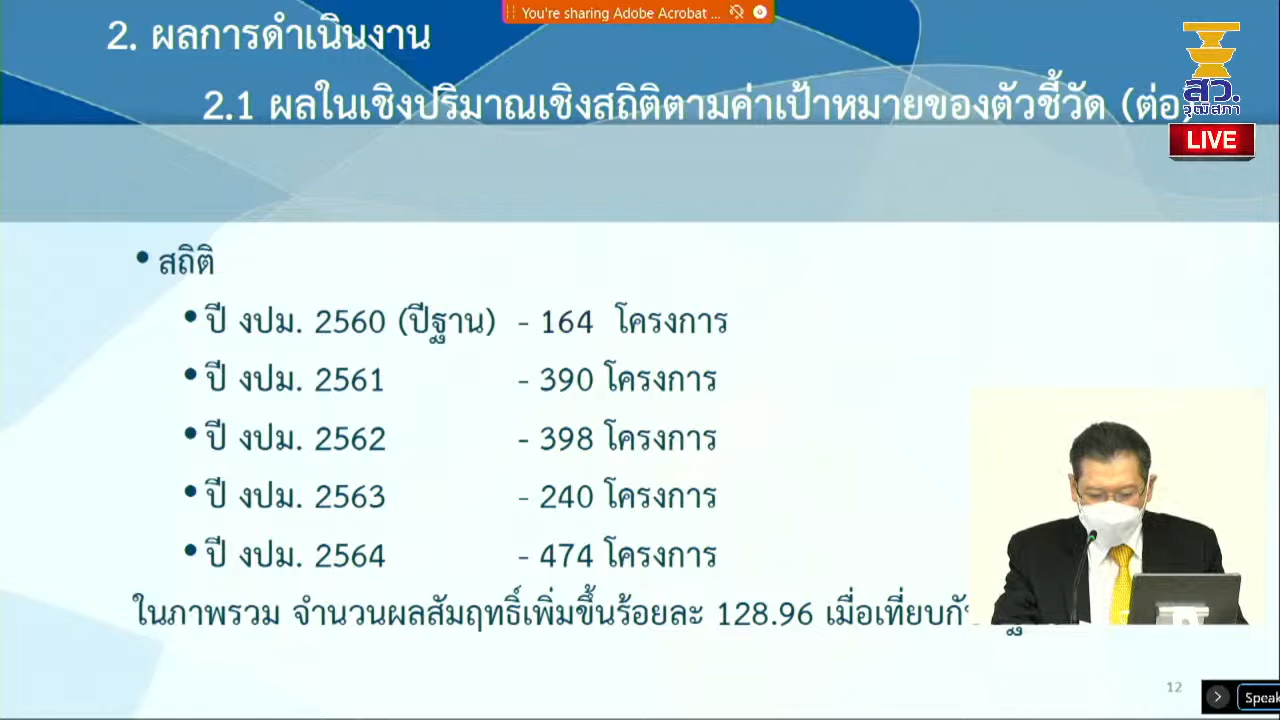 You're sharing Adobe Acrobat ...
2. ผลการดำเนินงาน
2.1 ผลในเชิงปริมาณเชิงสถิติตามค่าเป้าหมายของตัวชี้วัด (ต่อ)
สว.
วุฒิสภา
LIVE
• สถิติ
• ปี งปม. 2560 (ปีฐาน) - 164 โครงการ
• ปี งปม. 2561 - 390 โครงการ
• ปี งปม. 2562 - 398 โครงการ
• ปี งปม. 2563 - 240 โครงการ
• ปี งปม. 2564 - 474 โครงการ
ในภาพรวม จำนวนผลสัมฤทธิ์เพิ่มขึ้นร้อยละ 128.96 เมื่อเทียบ
12
Speak